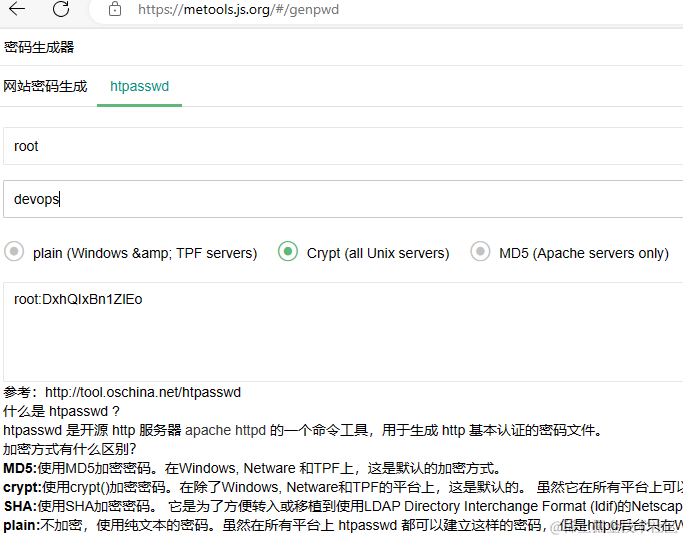 https://metools.js.org/#/genpwd
密码生成器
网站密码生成 htpasswd
root
devops
plain (Windows &amp; TPF servers) Crypt (all Unix servers) MD5 (Apache servers only)
root:DxhQIxBn1ZIEo
参考：http://tool.oschina.net/htpasswd
什么是 htpasswd ?
htpasswd 是开源 http 服务器 apache httpd 的一个命令工具，用于生成 http 基本认证的密码文件。
加密方式有什么区别?
MD5:使用MD5加密密码。在Windows, Netware 和TPF上，这是默认的加密方式。
crypt:使用crypt()加密密码。在除了Windows, Netware和TPF的平台上，这是默认的。 虽然它在所有平台上可以
SHA:使用SHA加密密码。 它是为了方便转入或移植到使用LDAP Directory Interchange Format (ldif)的Netscap
plain:不加密，使用纯文本的密码。虽然在所有平台上 htpasswd 都可以建立这样的密码，但是httpd后台只在W